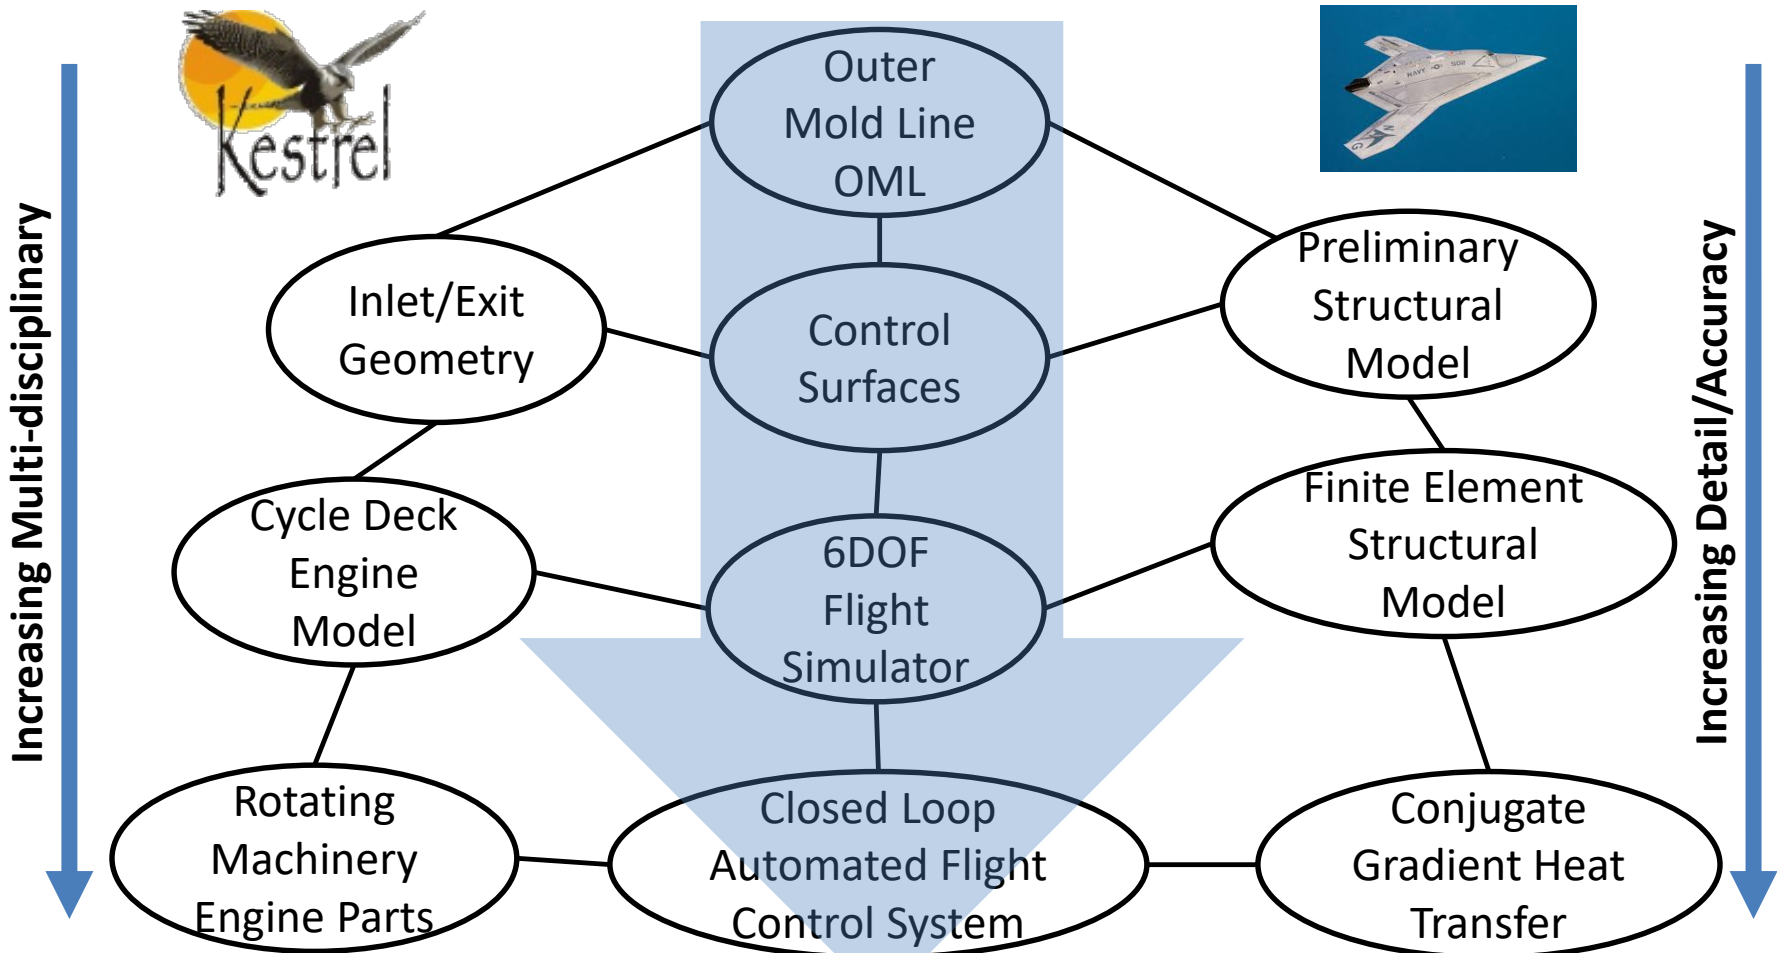 Kestrel
NAVY
502
N
G
Increasing Multi-disciplinary
Increasing Detail/Accuracy
Outer
Mold Line
OML
Inlet/Exit
Geometry
Control
Surfaces
Preliminary
Structural
Model
Cycle Deck
Engine
Model
6DOF
Flight
Simulator
Finite Element
Structural
Model
Rotating
Machinery
Engine Parts
Closed Loop
Automated Flight
Control System
Conjugate
Gradient Heat
Transfer